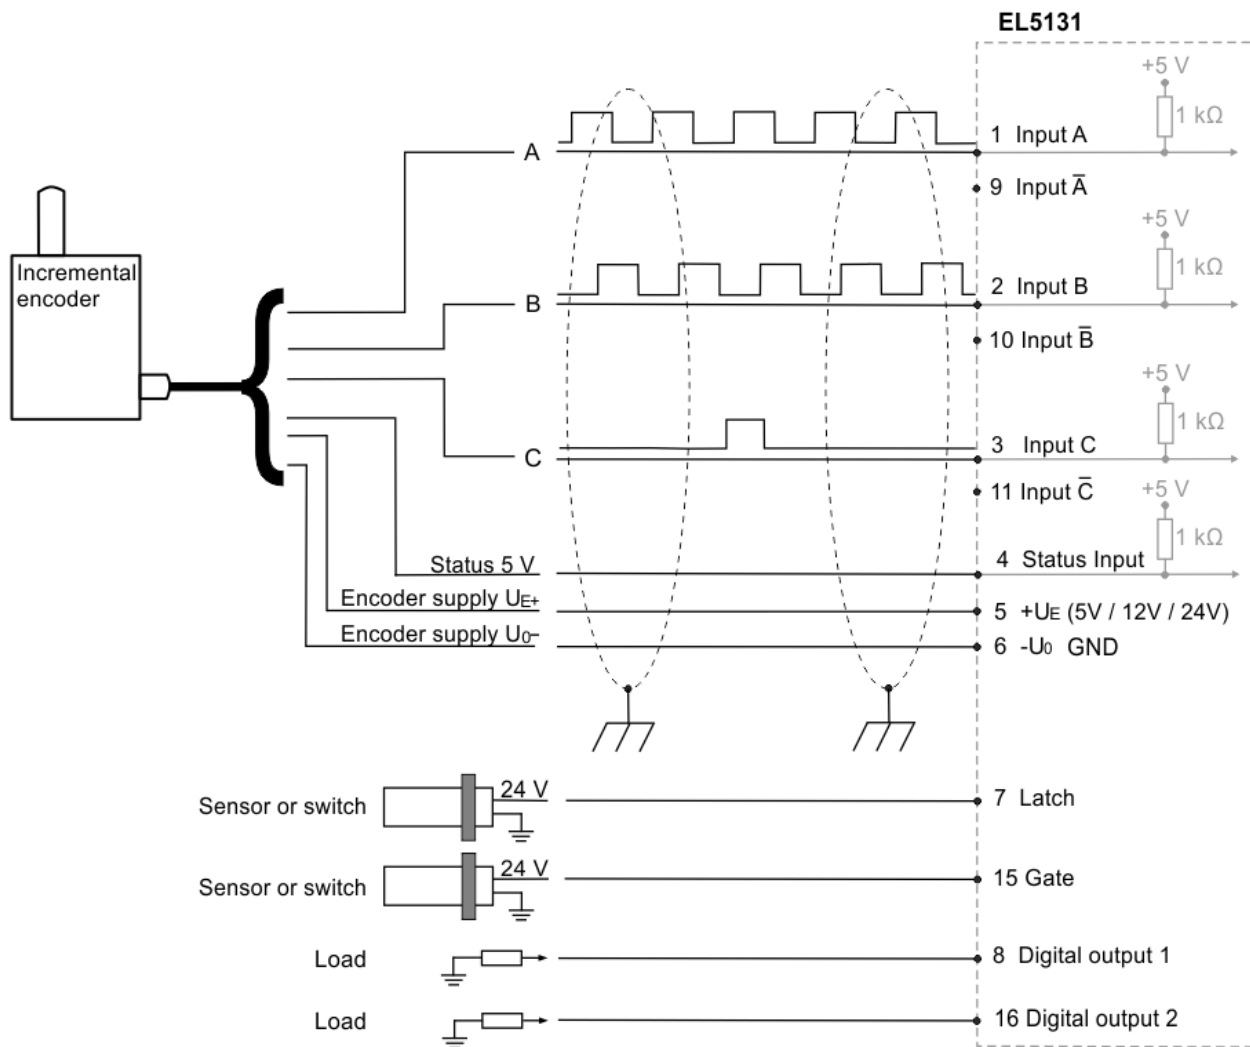 EL5131
+5 V
1 kΩ
A
1 Input A
9 Input A̅
Incremental
encoder
+5 V
1 kΩ
B
2 Input B
10 Input B̅
+5 V
1 kΩ
C
3 Input C
11 Input C̅
+5 V
1 kΩ
Status 5 V
4 Status Input
Encoder supply UE+
5 +UE (5V / 12V / 24V)
Encoder supply U0−
6 -U0 GND
Sensor or switch
24 V
7 Latch
Sensor or switch
24 V
15 Gate
Load
8 Digital output 1
Load
16 Digital output 2